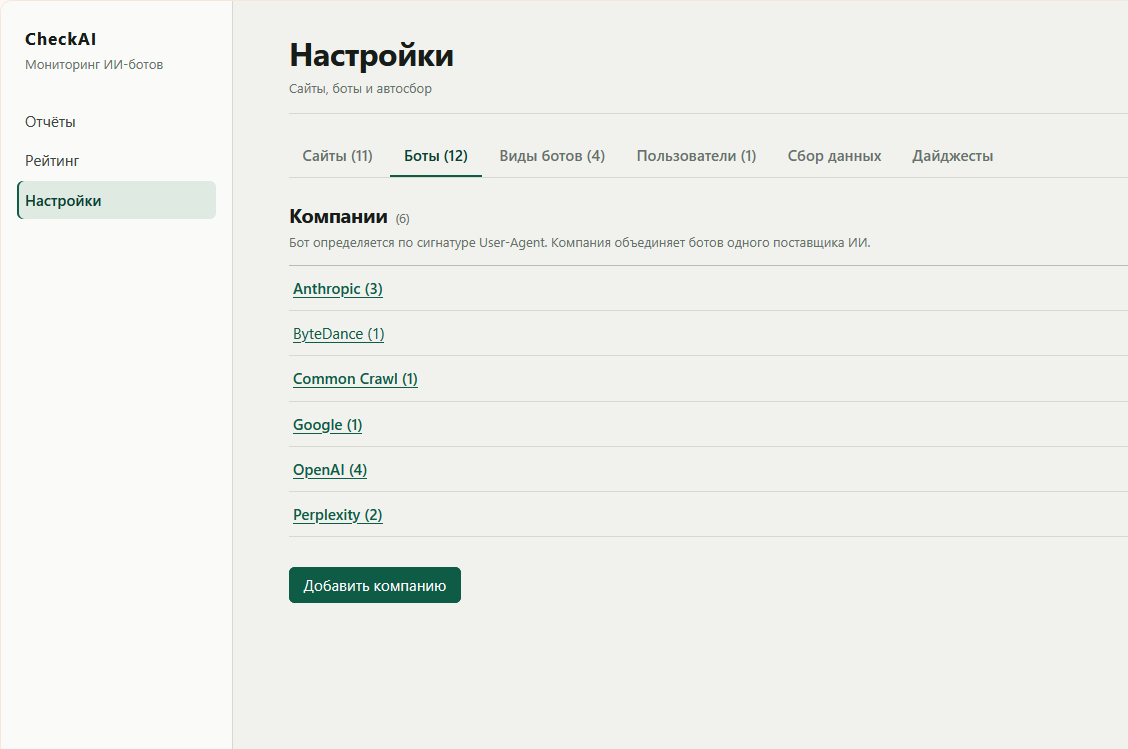 CheckAI
Мониторинг ИИ-ботов
Отчёты
Рейтинг
Настройки
Настройки
Сайты, боты и автосбор
Сайты (11) Боты (12) Виды ботов (4) Пользователи (1) Сбор данных Дайджесты
Компании (6)
Бот определяется по сигнатуре User-Agent. Компания объединяет ботов одного поставщика ИИ.
Anthropic (3)
ByteDance (1)
Common Crawl (1)
Google (1)
OpenAI (4)
Perplexity (2)
Добавить компанию